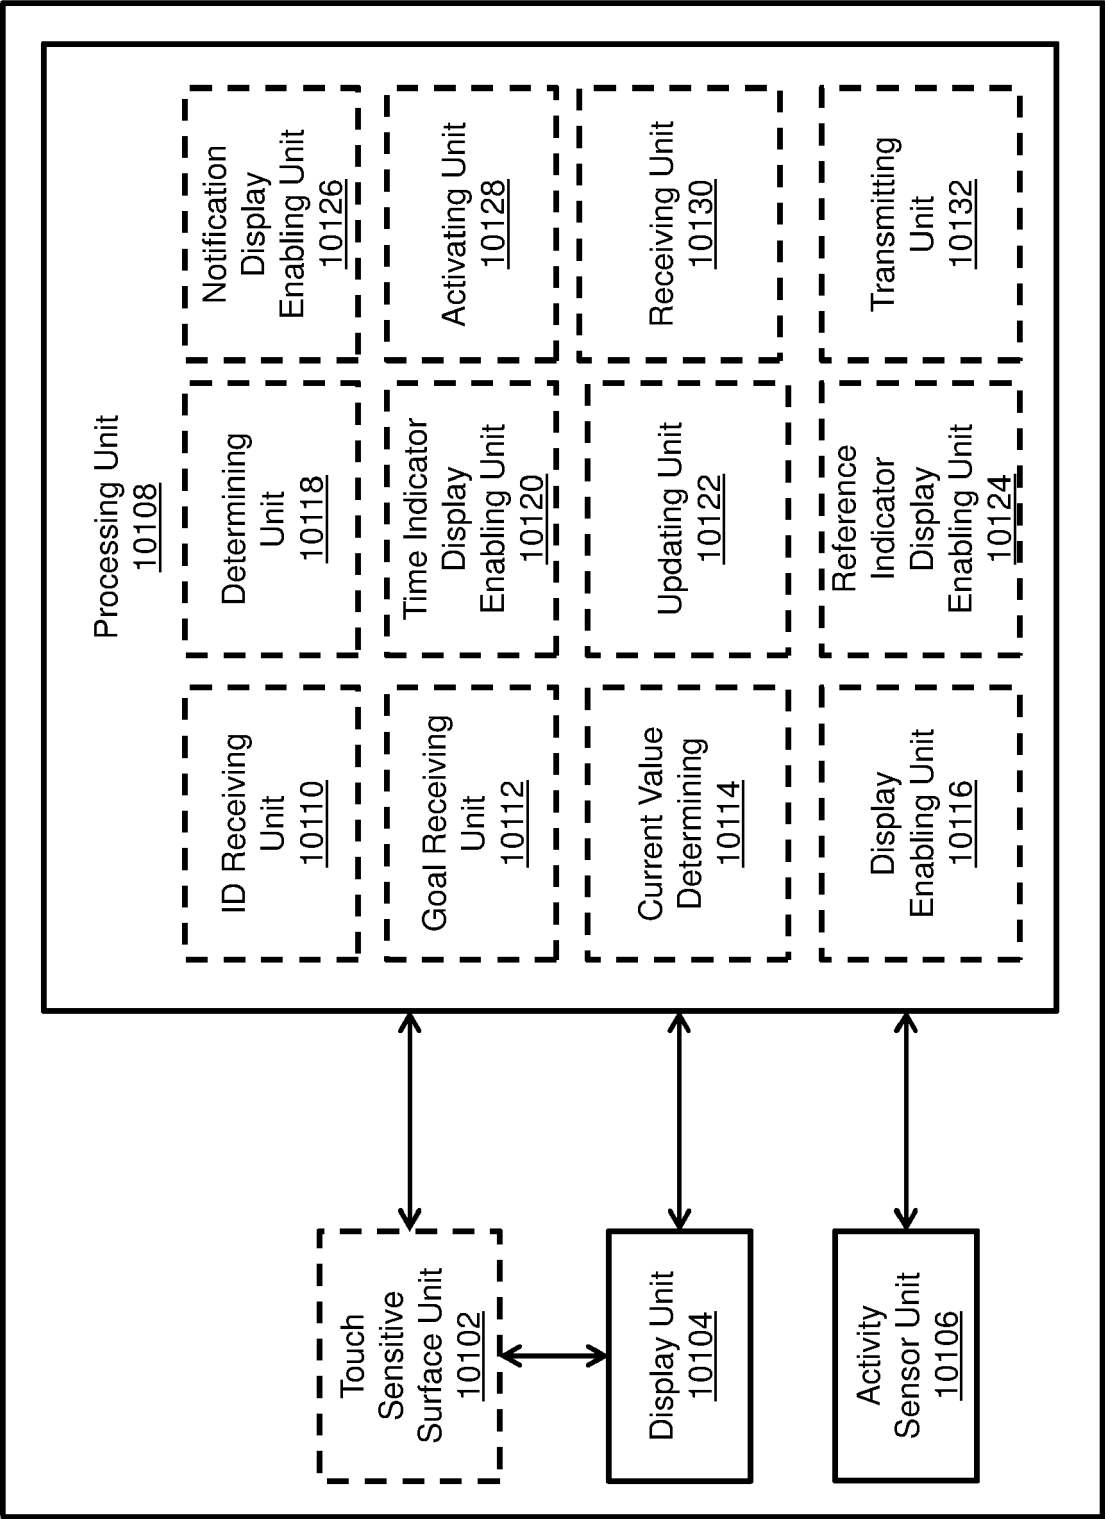 Processing Unit
10108
ID Receiving
Unit
10110
Determining
Unit
10118
Notification
Display
Enabling Unit
10126
Goal Receiving
Unit
10112
Time Indicator
Display
Enabling Unit
10120
Activating Unit
10128
Current Value
Determining
10114
Updating Unit
10122
Receiving Unit
10130
Display
Enabling Unit
10116
Reference
Indicator
Display
Enabling Unit
10124
Transmitting
Unit
10132
Touch
Sensitive
Surface Unit
10102
Display Unit
10104
Activity
Sensor Unit
10106